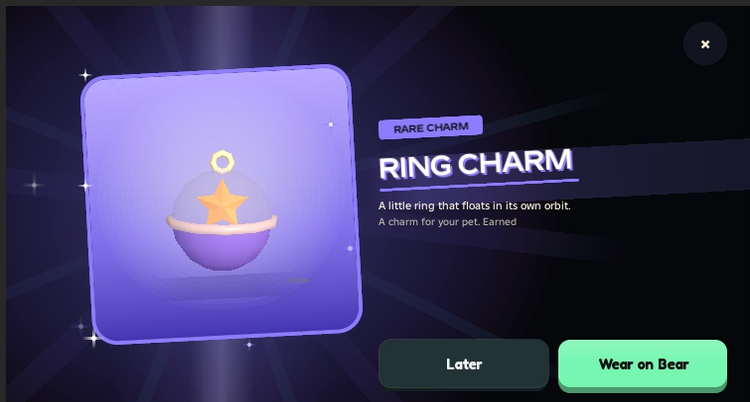 ×
RARE CHARM
RING CHARM
A little ring that floats in its own orbit.
A charm for your pet. Earned
Later
Wear on Bear